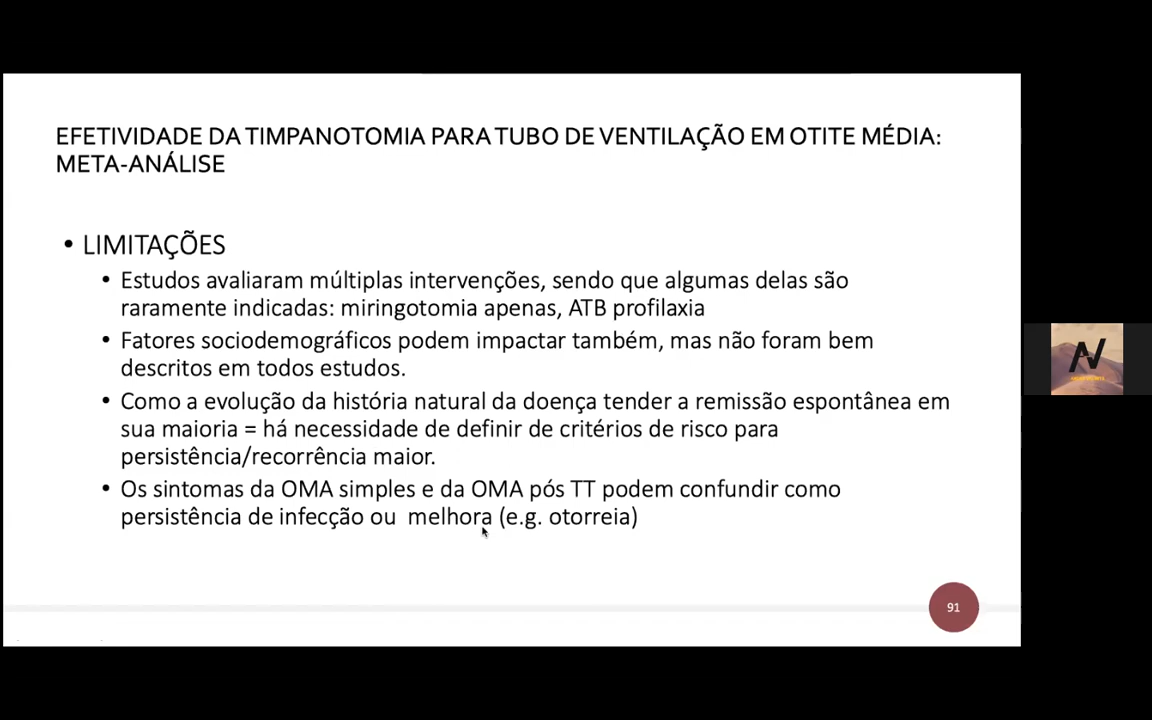 EFETIVIDADE DA TIMPANOTOMIA PARA TUBO DE VENTILAÇÃO EM OTITE MÉDIA:
META-ANÁLISE
• LIMITAÇÕES
• Estudos avaliaram múltiplas intervenções, sendo que algumas delas são
raramente indicadas: miringotomia apenas, ATB profilaxia
• Fatores sociodemográficos podem impactar também, mas não foram bem
descritos em todos estudos.
• Como a evolução da história natural da doença tender a remissão espontânea em
sua maioria = há necessidade de definir de critérios de risco para
persistência/recorrência maior.
• Os sintomas da OMA simples e da OMA pós TT podem confundir como
persistência de infecção ou melhora (e.g. otorreia)
91